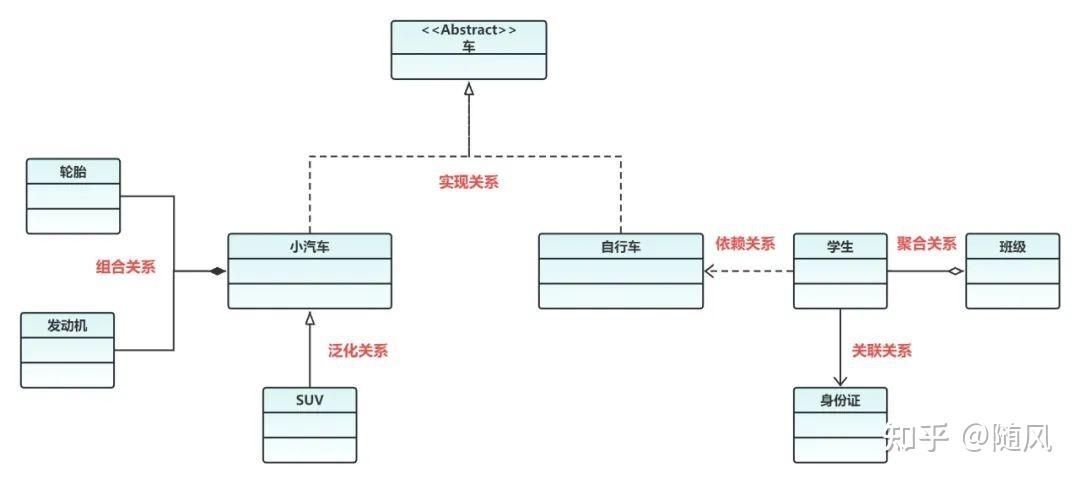 <<Abstract>>
车
轮胎
实现关系
小汽车
自行车
依赖关系
学生
聚合关系
班级
组合关系
发动机
泛化关系
关联关系
SUV
身份证
知乎 @随风